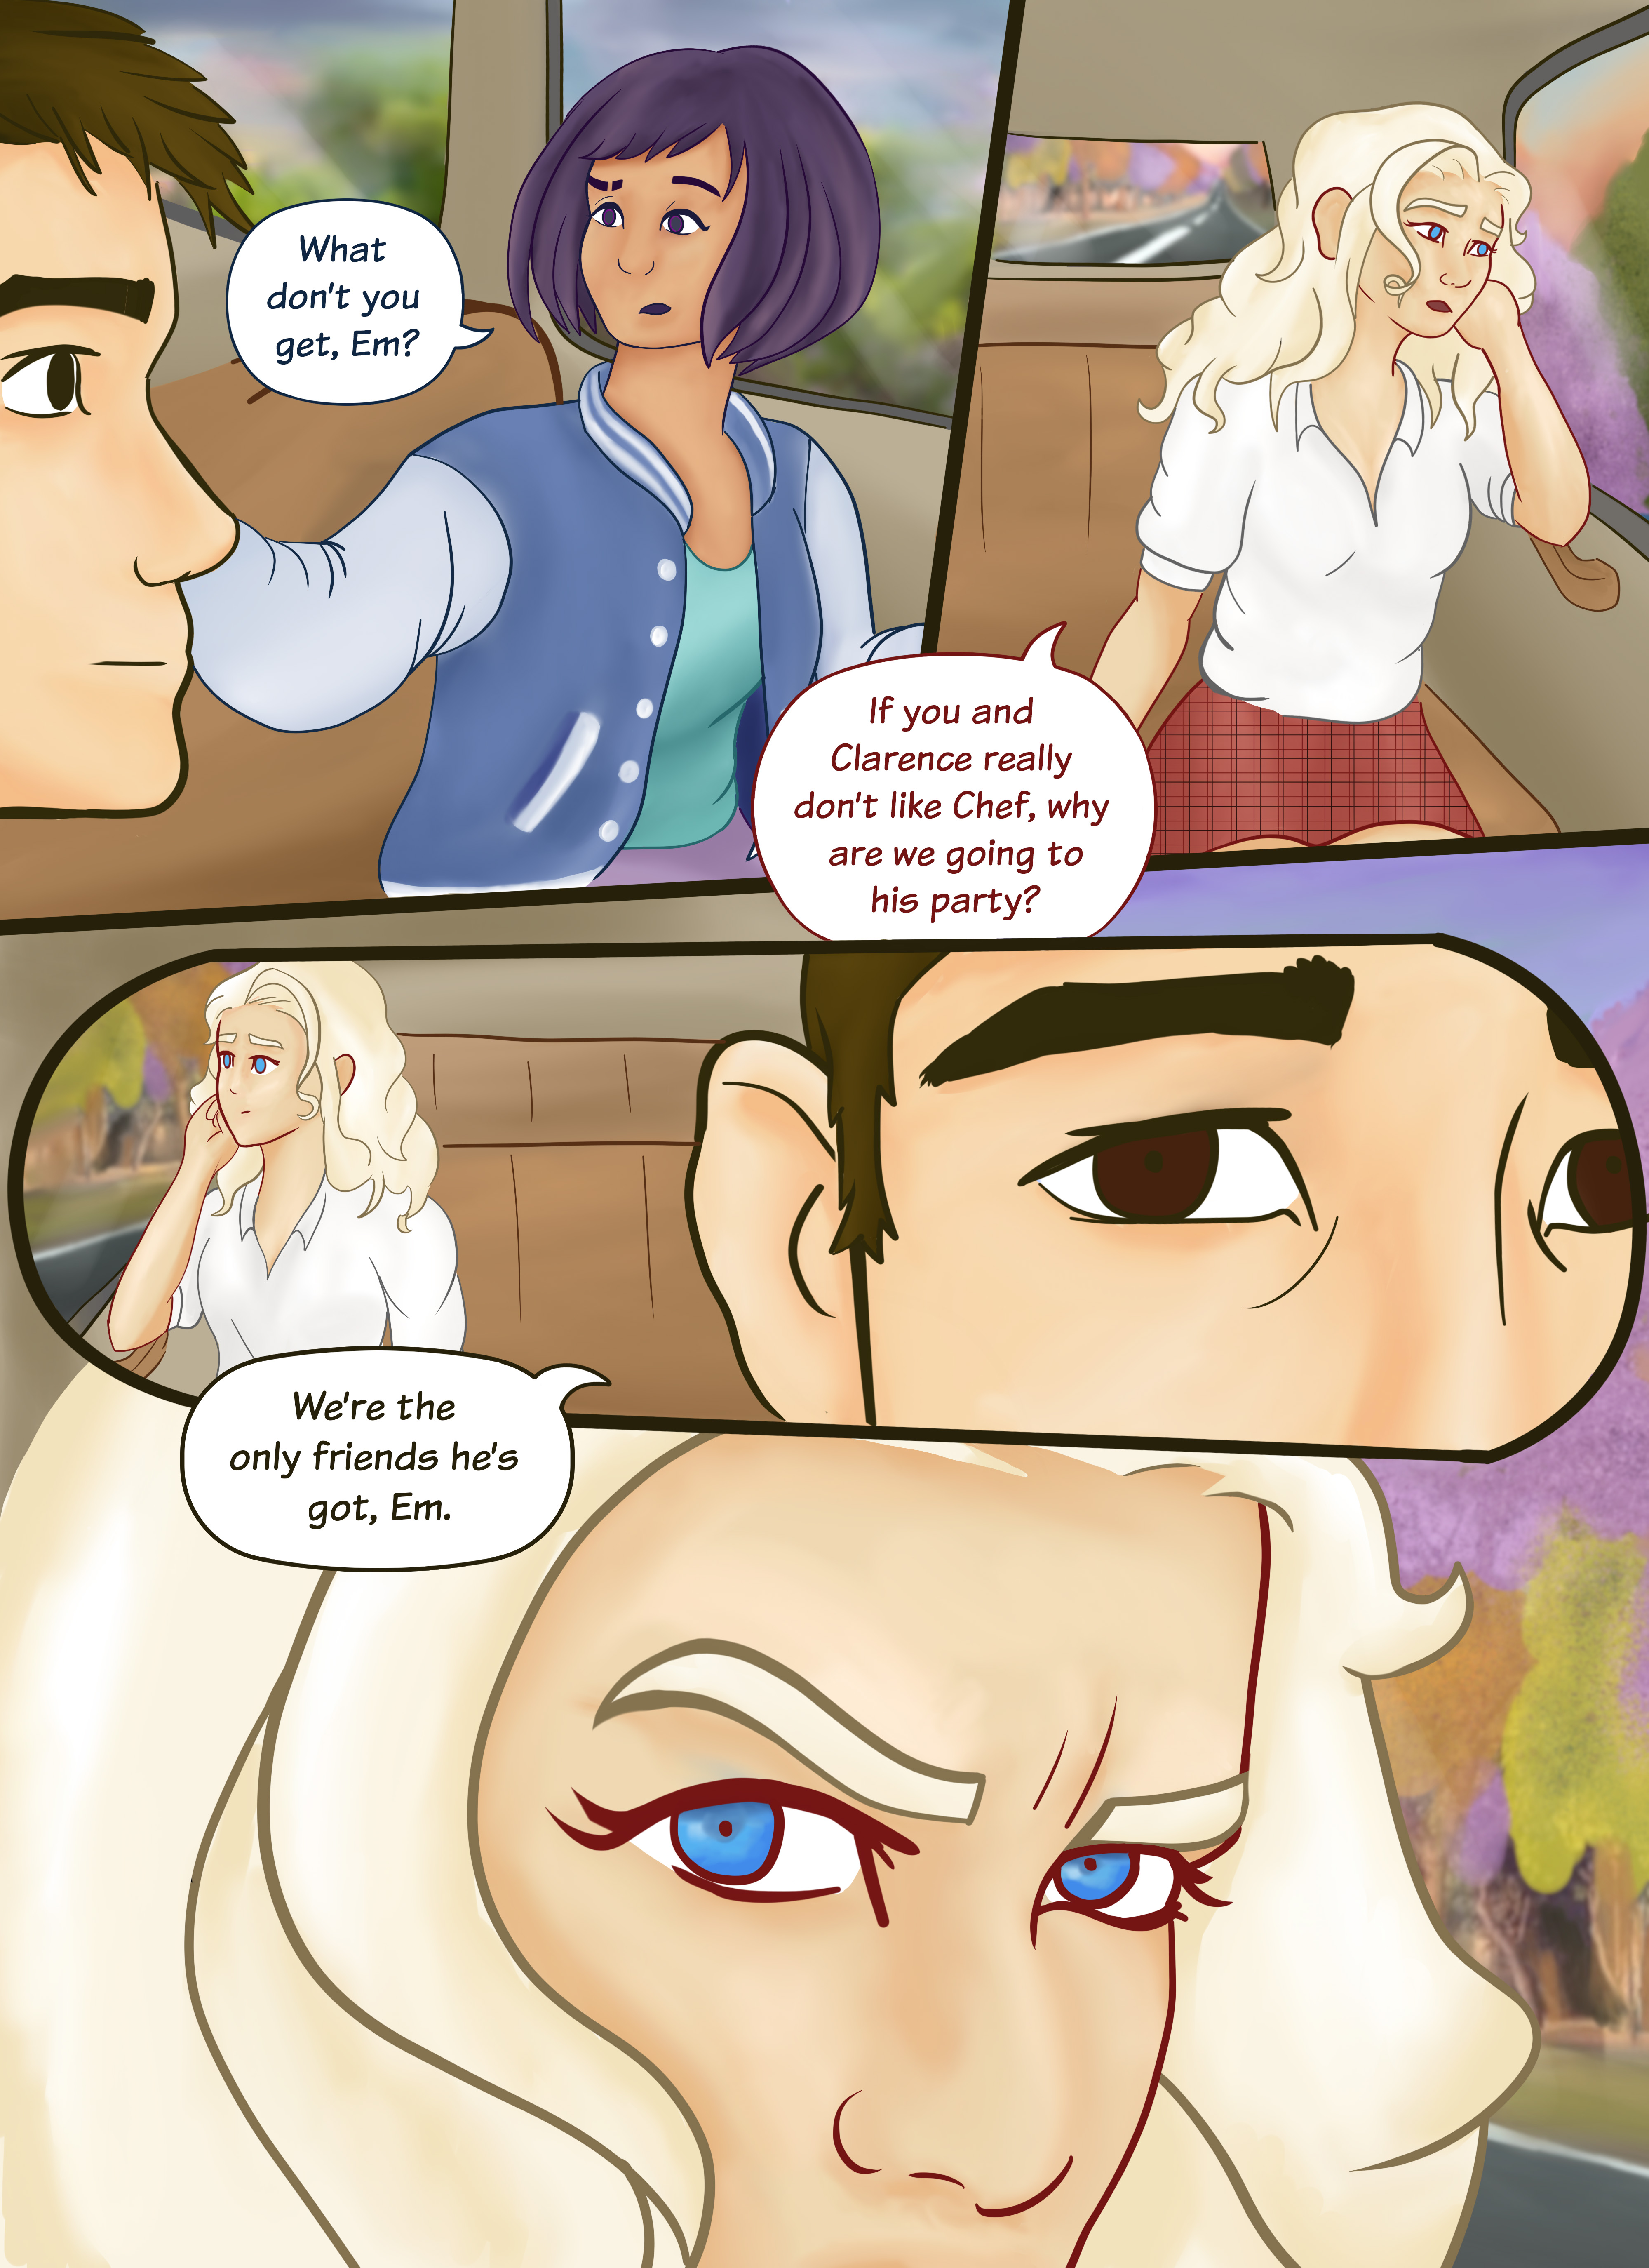 What
don't you
get, Em?
If you and
Clarence really
don't like Chef, why
are we going to
his party?
We're the
only friends he's
got, Em.